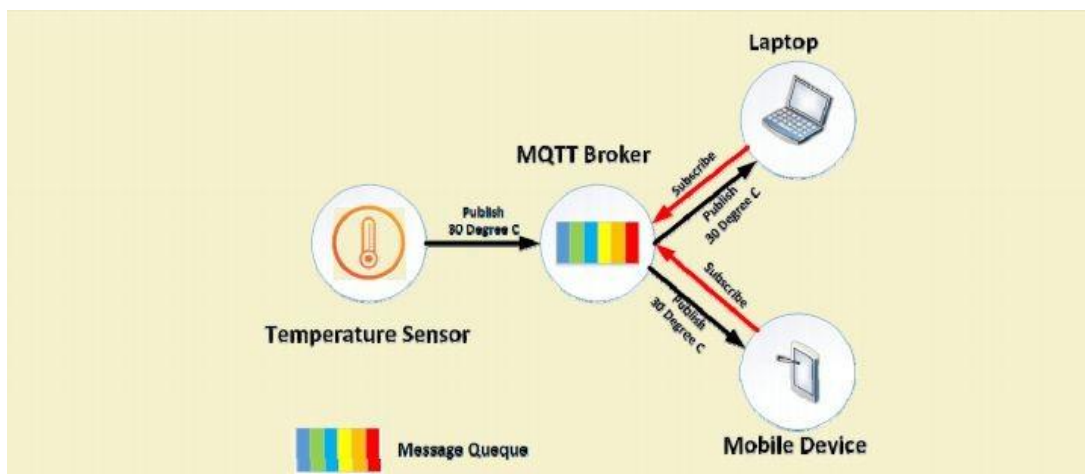 Laptop
MQTT Broker
Subscribe
Publish
30 Degree C
Publish
30 Degree C
Subscribe
Publish
30 Degree C
Temperature Sensor
Mobile Device
Message Queque